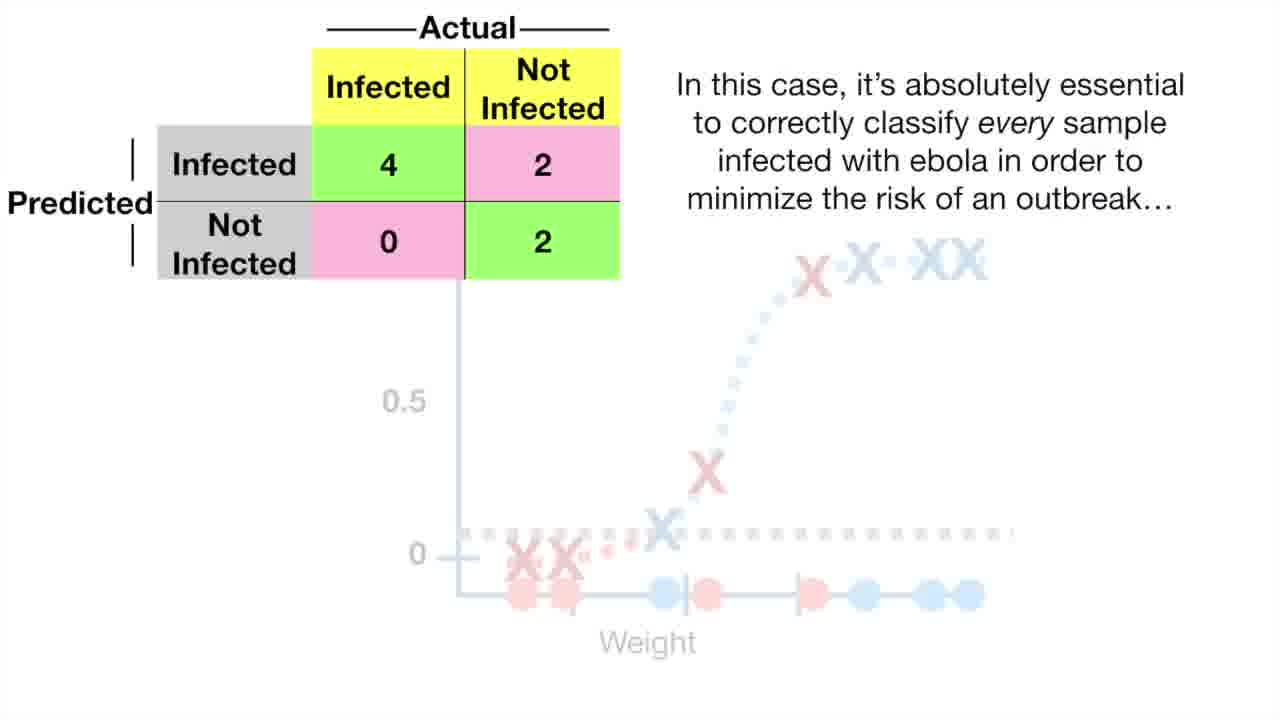 Actual
Infected
Not
Infected
In this case, it’s absolutely essential
to correctly classify every sample
infected with ebola in order to
minimize the risk of an outbreak…
Predicted
Infected
4
2
Not
Infected
0
2
X X XX
0.5
X
X
0
XX
Weight